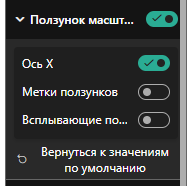 Ползунок масшт...
Ось X
Метки ползунков
Всплывающие по...
Вернуться к значениям
по умолчанию